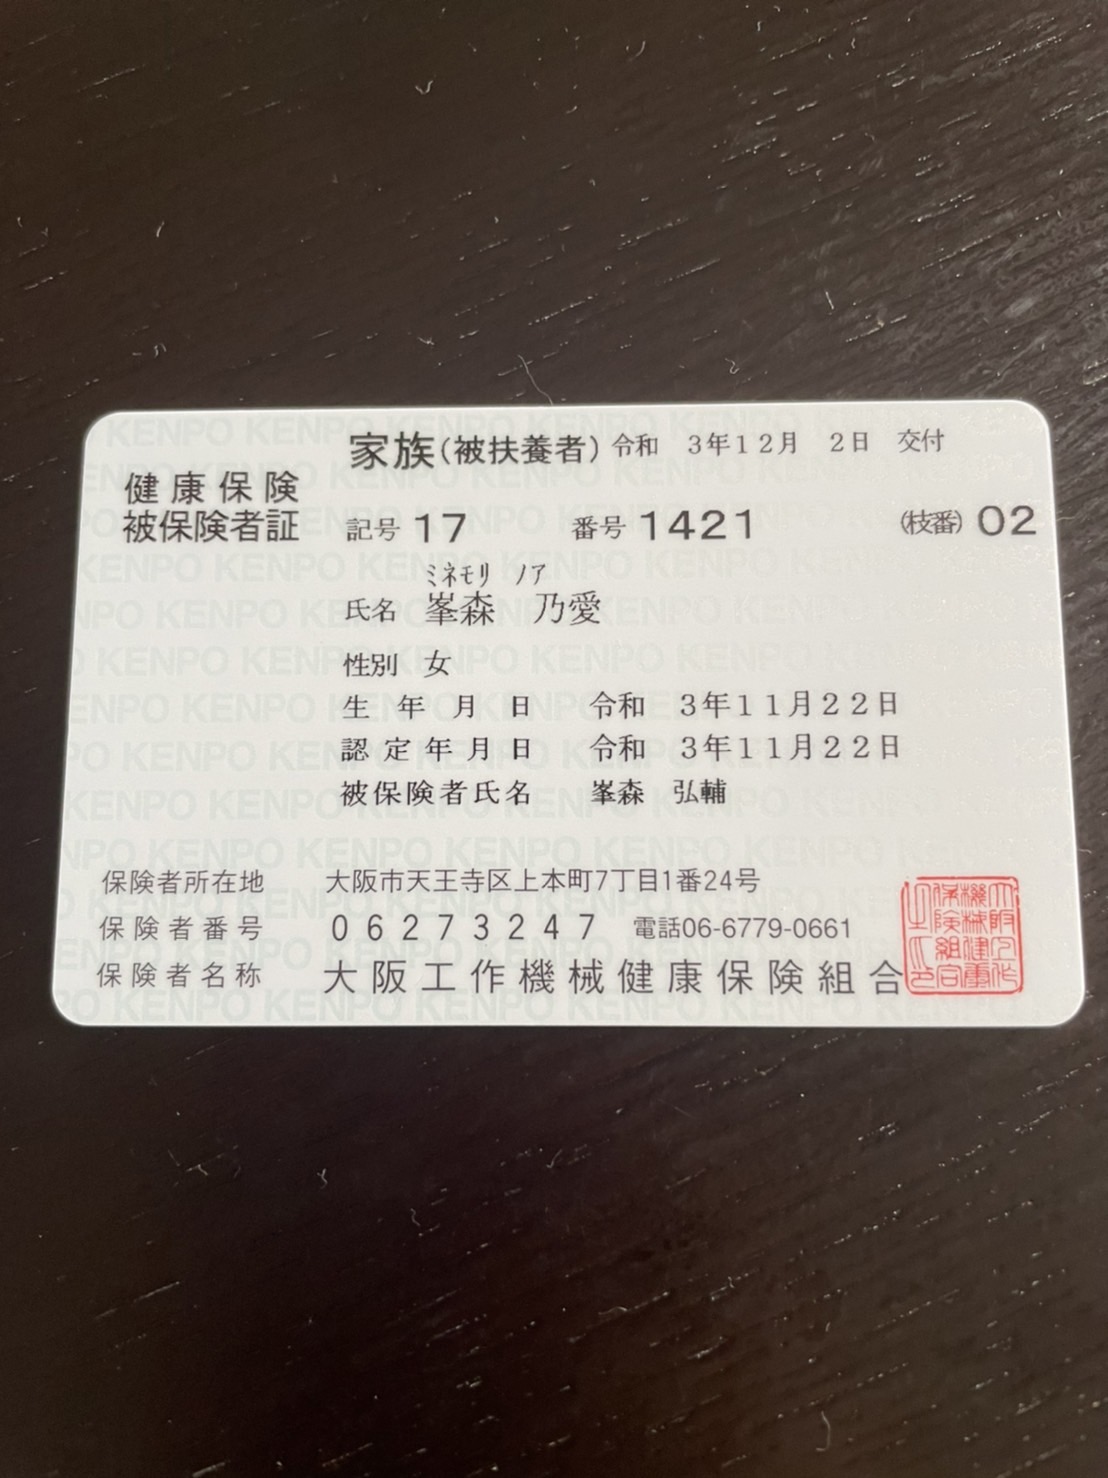 家族(被扶養者) 令和 3年12月 2日 交付
健康保険
被保険者証
記号 17 番号 1421 (枝番) 02
ミネモリ ノア
氏名 峯森 乃愛
性別 女
生年月日 令和 3年11月22日
認定年月日 令和 3年11月22日
被保険者氏名 峯森 弘輔
保険者所在地 大阪市天王寺区上本町7丁目1番24号
保険者番号 06273247 電話06-6779-0661
保険者名称 大阪工作機械健康保険組合